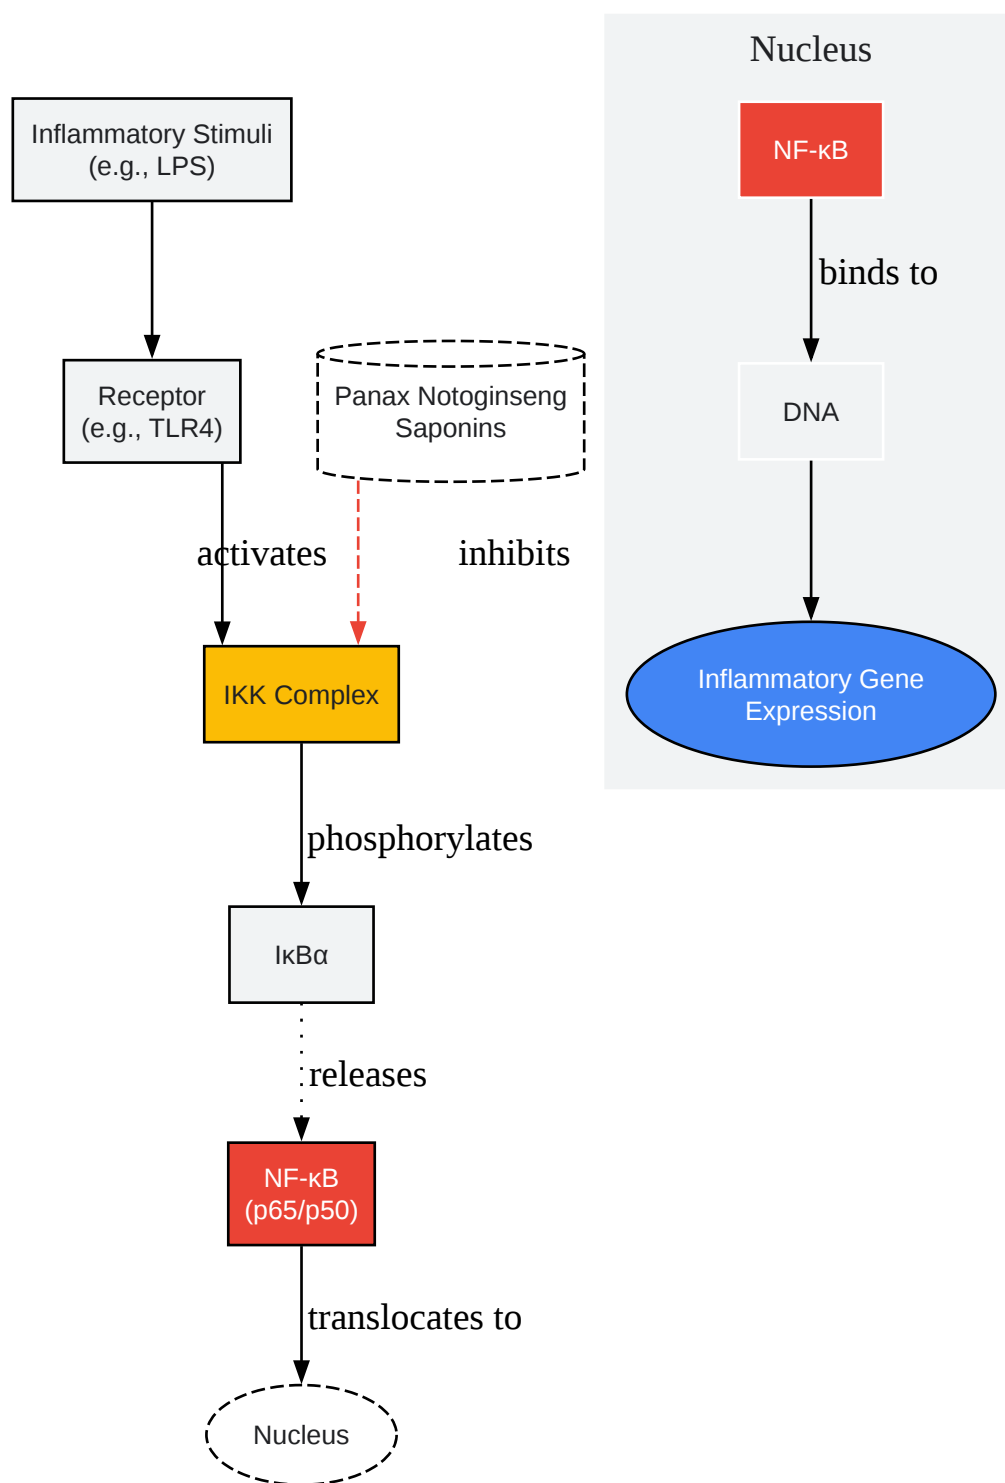 Inflammatory Stimuli
(e.g., LPS)
Receptor
(e.g., TLR4)
Panax Notoginseng
Saponins
activates
inhibits
IKK Complex
phosphorylates
IκBα
releases
NF-κB
(p65/p50)
translocates to
Nucleus
Nucleus
NF-κB
binds to
DNA
Inflammatory Gene
Expression